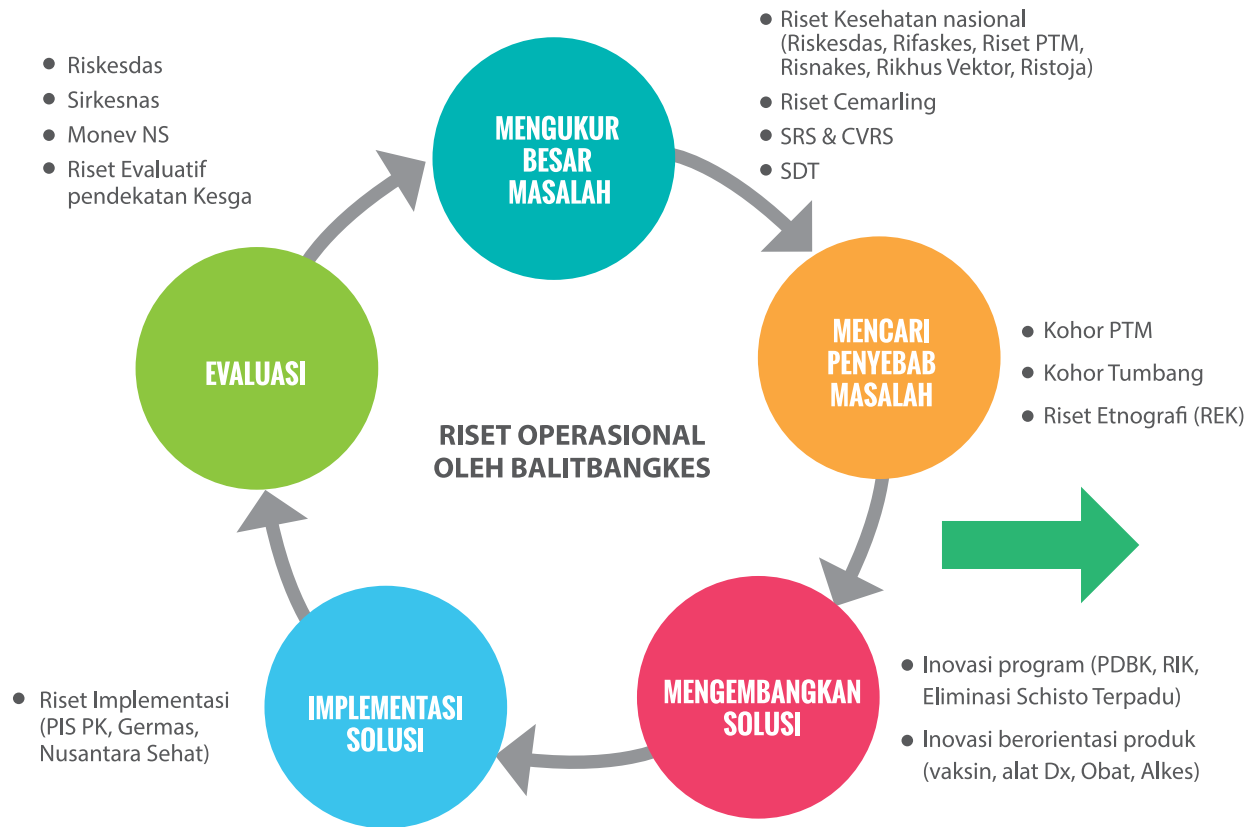 MENGUKUR
BESAR
MASALAH
● Riset Kesehatan nasional
(Riskesdas, Rifaskes, Riset PTM,
Risnakes, Rikhus Vektor, Ristoja)
● Riset Cemarling
● SRS & CVRS
● SDT
MENCARI
PENYEBAB
MASALAH
● Kohor PTM
● Kohor Tumbang
● Riset Etnografi (REK)
MENGEMBANGKAN
SOLUSI
● Inovasi program (PDBK, RIK,
Eliminasi Schisto Terpadu)
● Inovasi berorientasi produk
(vaksin, alat Dx, Obat, Alkes)
IMPLEMENTASI
SOLUSI
● Riset Implementasi
(PIS PK, Germas,
Nusantara Sehat)
EVALUASI
● Riskesdas
● Sirkesnas
● Monev NS
● Riset Evaluatif
pendekatan Kesga
RISET OPERASIONAL
OLEH BALITBANGKES